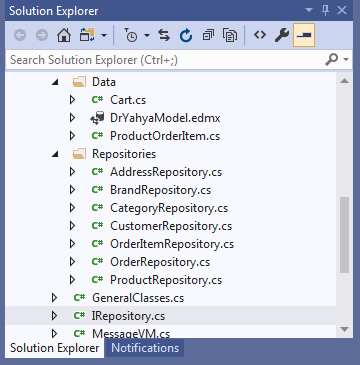 Solution Explorer
Search Solution Explorer (Ctrl+;)
Data
C# Cart.cs
DrYahyaModel.edmx
C# ProductOrderItem.cs
Repositories
C# AddressRepository.cs
C# BrandRepository.cs
C# CategoryRepository.cs
C# CustomerRepository.cs
C# OrderItemRepository.cs
C# OrderRepository.cs
C# ProductRepository.cs
C# GeneralClasses.cs
C# IRepository.cs
C# MessageVM.cs
Solution Explorer Notifications